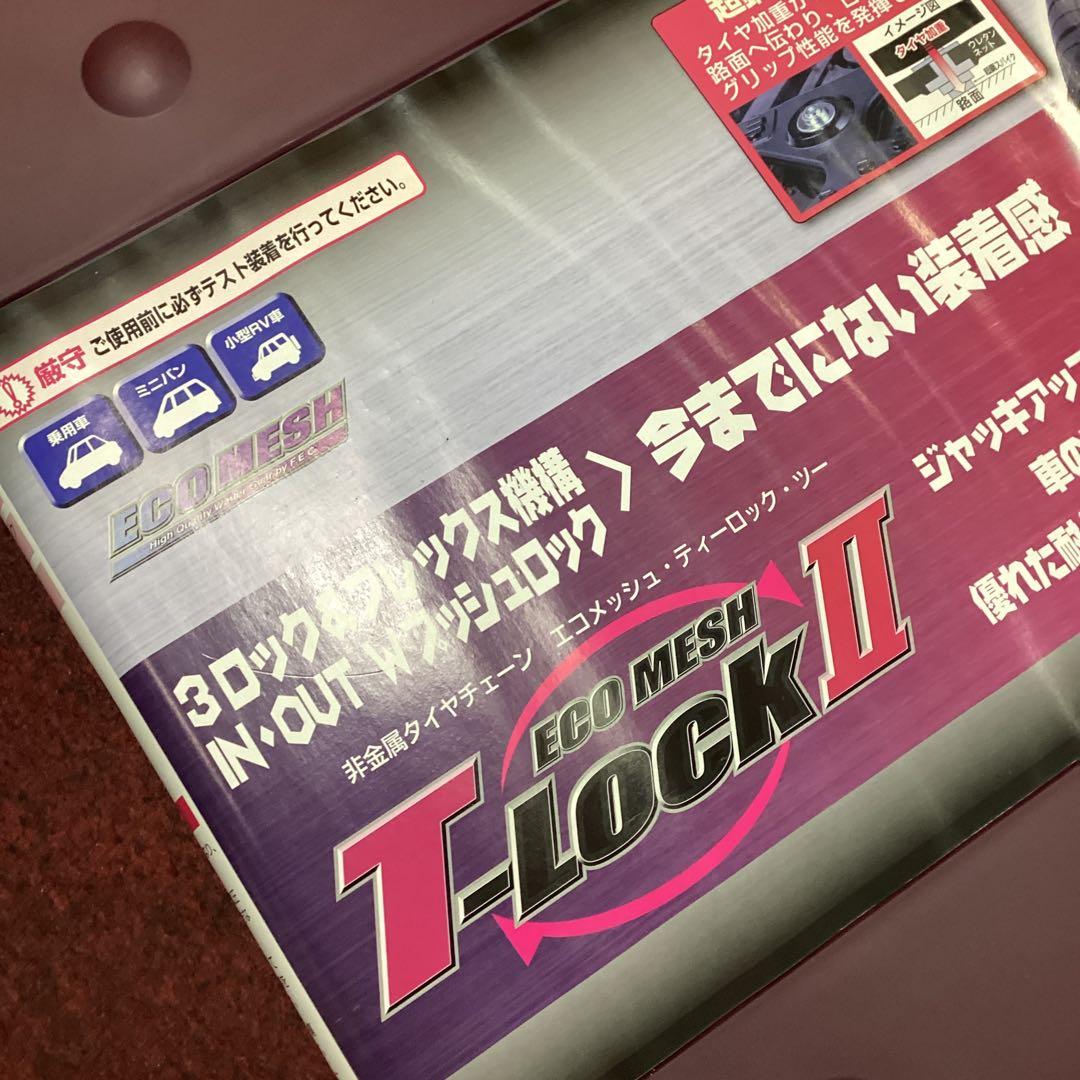 タイヤ加重が
路面へ伝わり、
グリップ性能を発揮
イメージ図
タイヤ加重
ウレタン
ネット
路面
厳守 ご使用前に必ずテスト装着を行ってください。
乗用車
ミニバン
小型RV車
ECO MESH
High Quality
by F.E.C.
3ロック&フレックス機構
IN・OUT Wラッシュロック
今までにない装着感
ジャッキアップ
車の
優れた耐
非金属タイヤチェーン エコメッシュ・ティーロック・ツー
ECO MESH
T-LOCK II